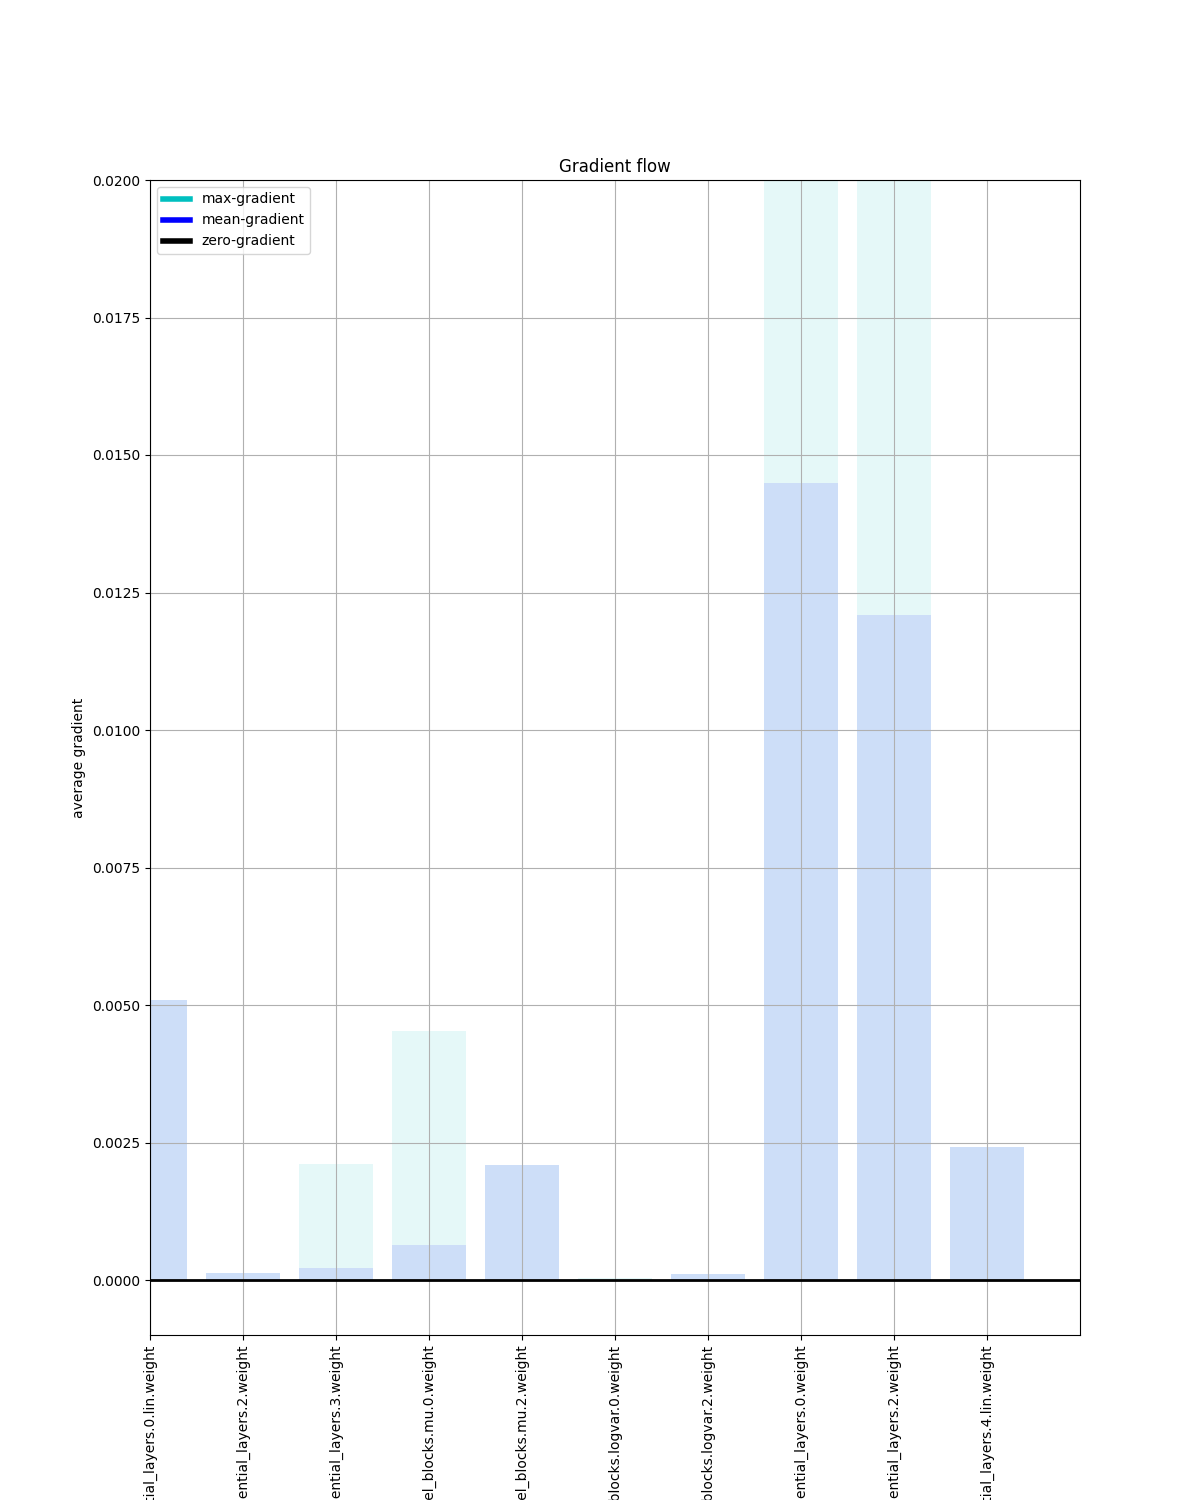 Gradient flow
max-gradient
mean-gradient
zero-gradient
0.0200
0.0175
0.0150
0.0125
0.0100
0.0075
0.0050
0.0025
0.0000
average gradient
tial_layers.0.lin.weight
ential_layers.2.weight
ential_layers.3.weight
el_blocks.mu.0.weight
el_blocks.mu.2.weight
blocks.logvar.0.weight
blocks.logvar.2.weight
ential_layers.0.weight
ential_layers.2.weight
tial_layers.4.lin.weight